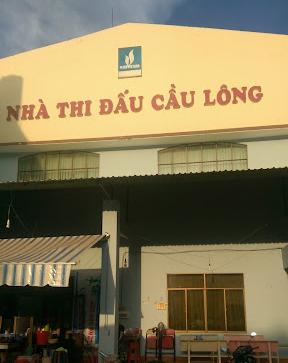 NHÀ THI ĐẤU CẦU LÔNG